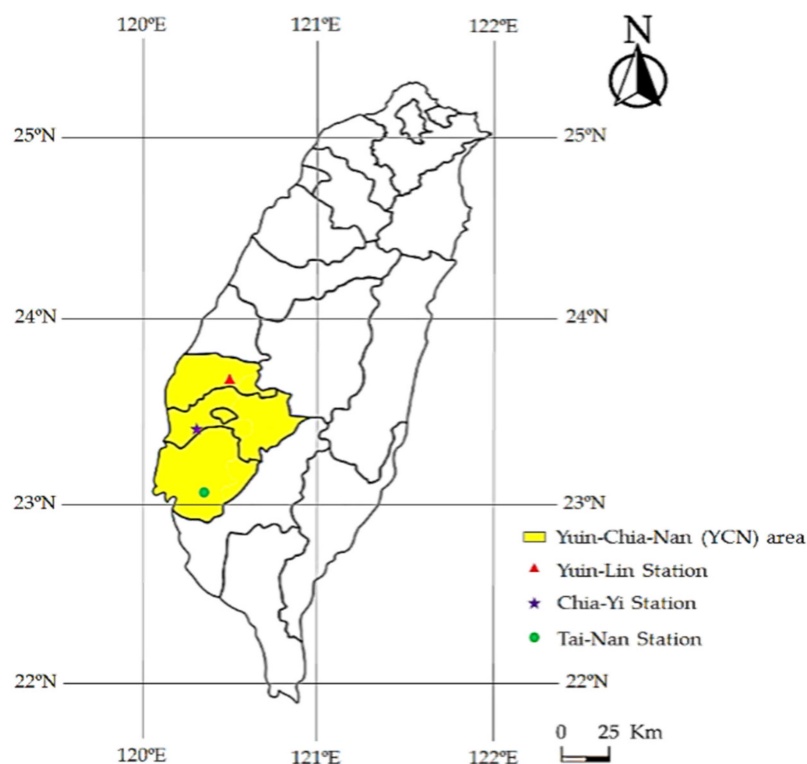 120ºE 121ºE 122ºE
N
25ºN 25ºN
24ºN 24ºN
23ºN 23ºN
Yuin-Chia-Nan (YCN) area
Yuin-Lin Station
Chia-Yi Station
Tai-Nan Station
22ºN 22ºN
0 25 Km
120ºE 121ºE 122ºE